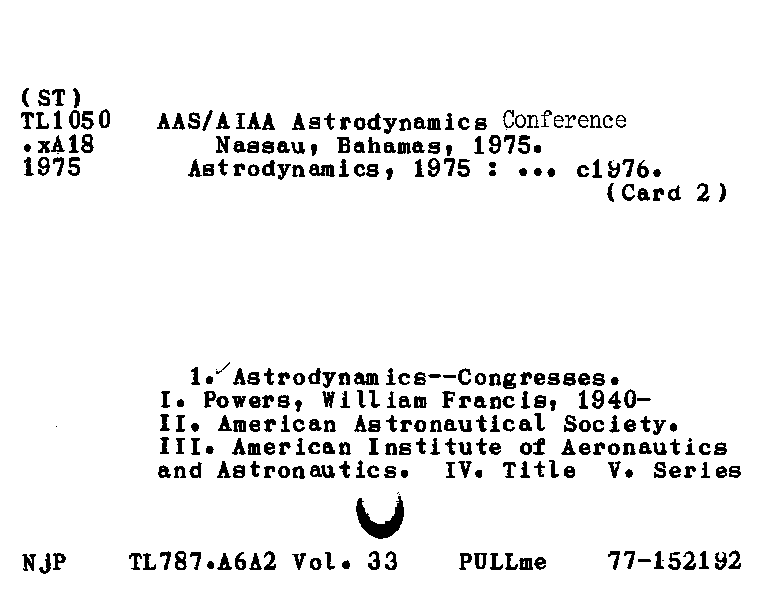 (ST)
TL1050 AAS/AIAA Astrodynamics Conference
.xA18 Nassau, Bahamas, 1975.
1975 Astrodynamics, 1975 : ... c1976.
(Card 2)
1. Astrodynamics--Congresses.
I. Powers, William Francis, 1940-
II. American Astronautical Society.
III. American Institute of Aeronautics
and Astronautics. IV. Title V. Series
NJP TL787.A6A2 Vol. 33 PULLme 77-152192